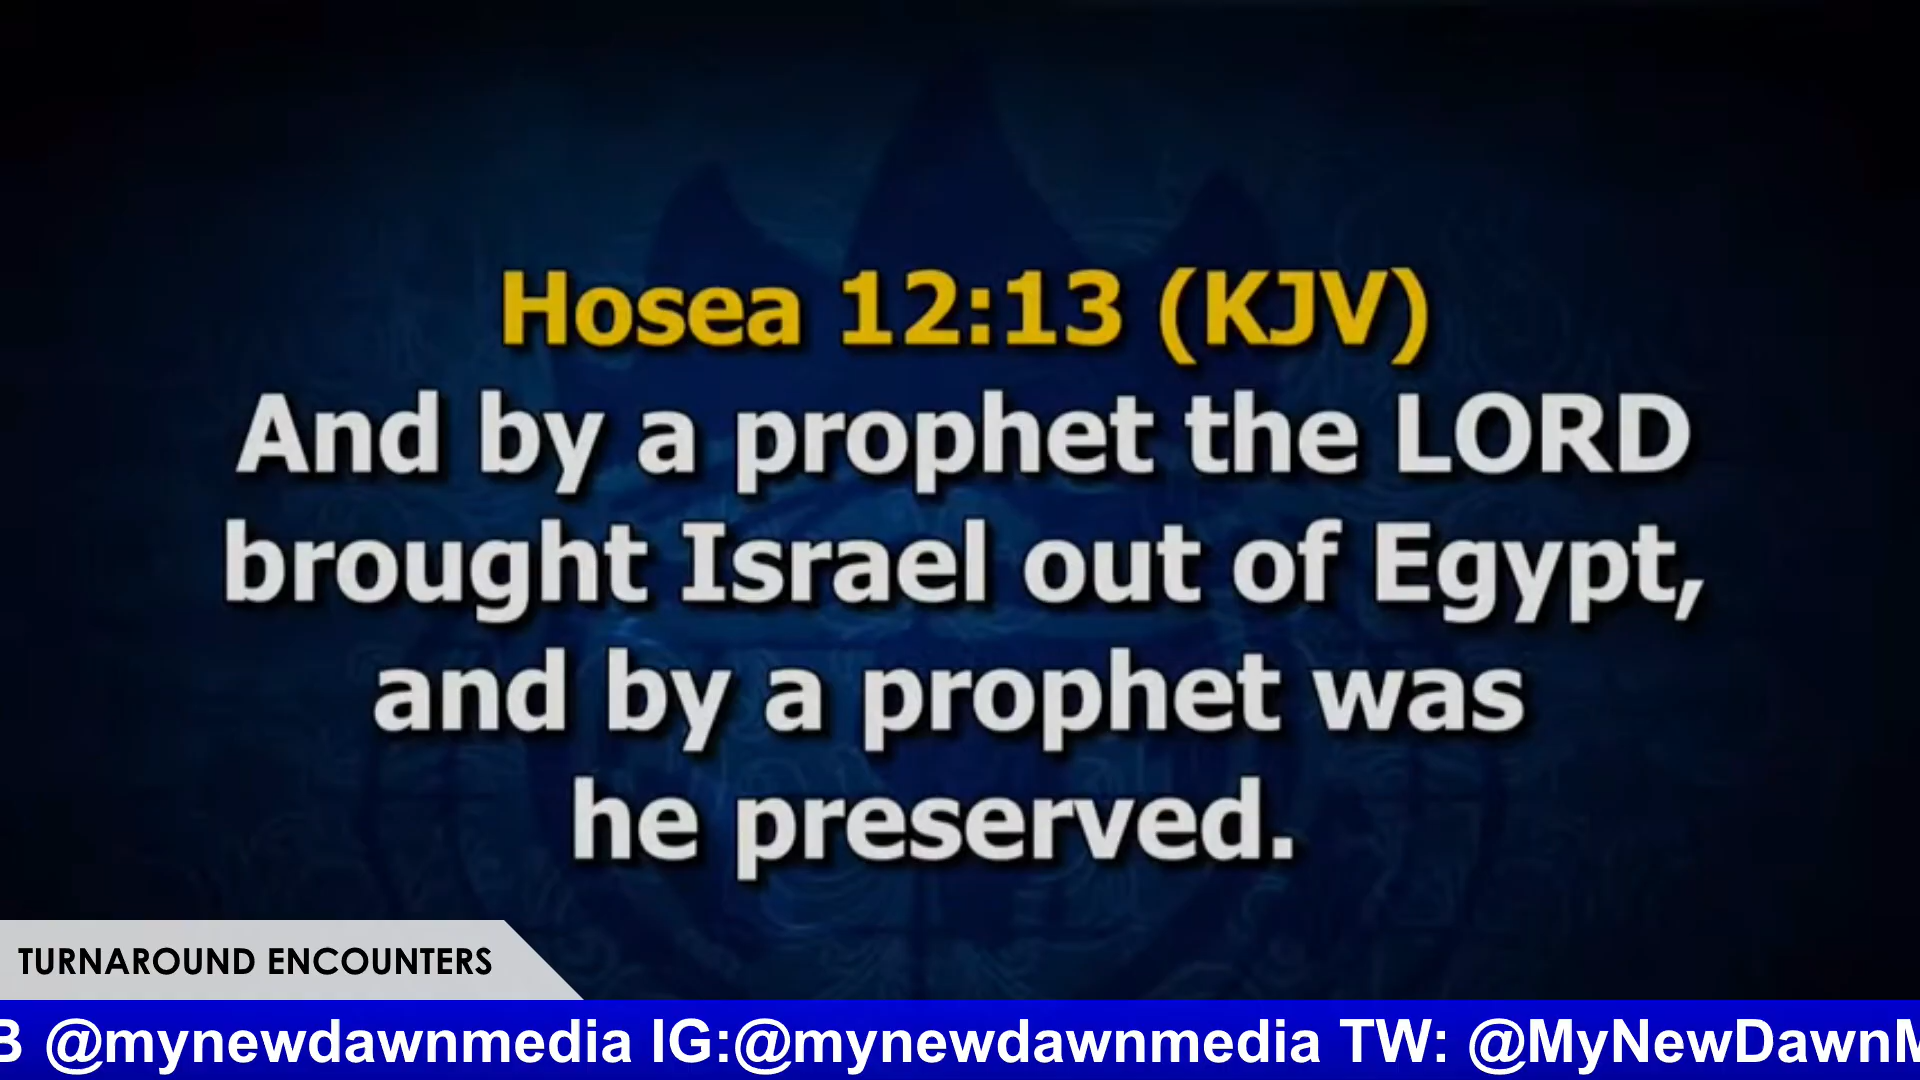 Hosea 12:13 (KJV)
And by a prophet the LORD
brought Israel out of Egypt,
and by a prophet was
he preserved.
TURNAROUND ENCOUNTERS
B @mynewdawnmedia IG:@mynewdawnmedia TW: @MyNewDawnM